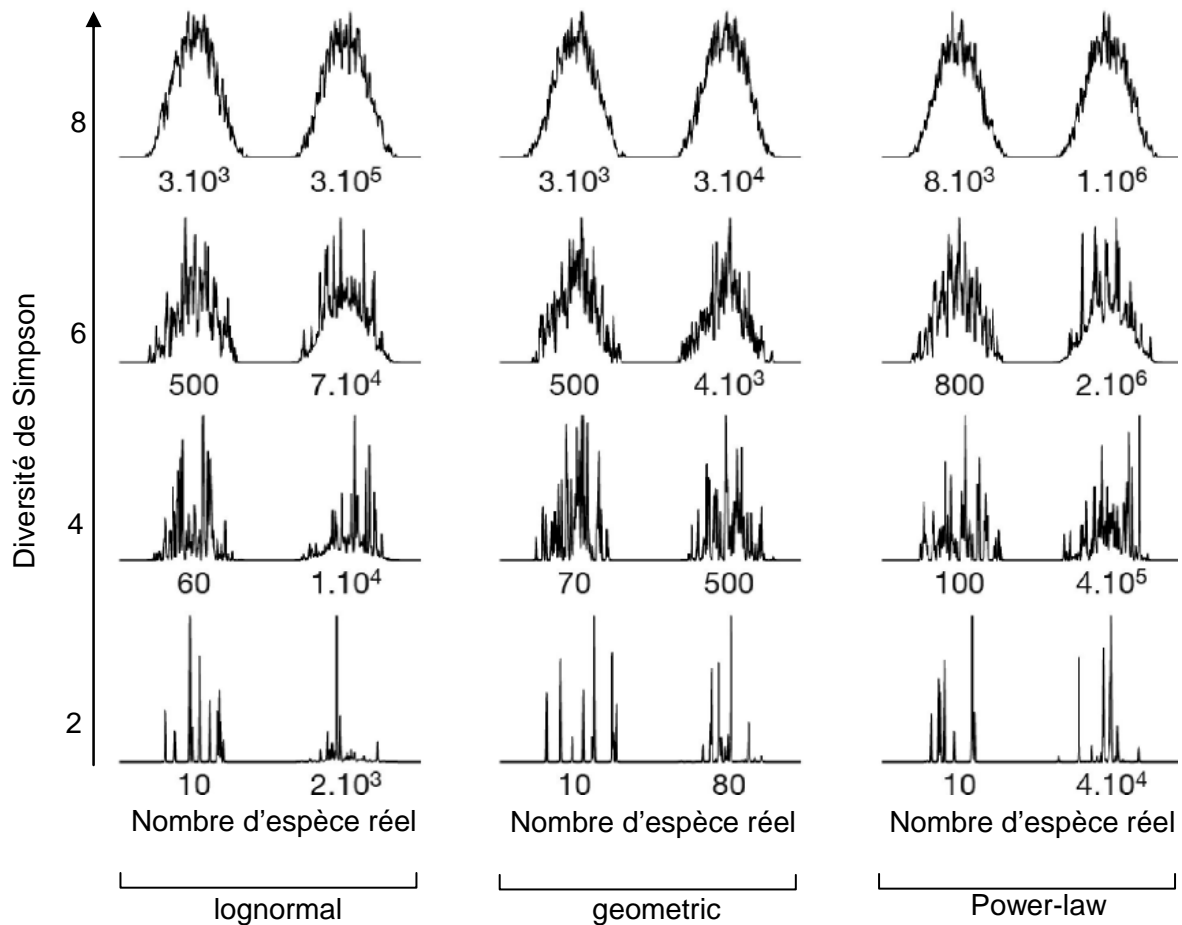 Diversité de Simpson
8
3.10³ 3.10⁵ 3.10³ 3.10⁴ 8.10³ 1.10⁶
6
500 7.10⁴ 500 4.10³ 800 2.10⁶
4
60 1.10⁴ 70 500 100 4.10⁵
2
10 2.10³ 10 80 10 4.10⁴
Nombre d'espèce réel Nombre d'espèce réel Nombre d'espèce réel
lognormal geometric Power-law